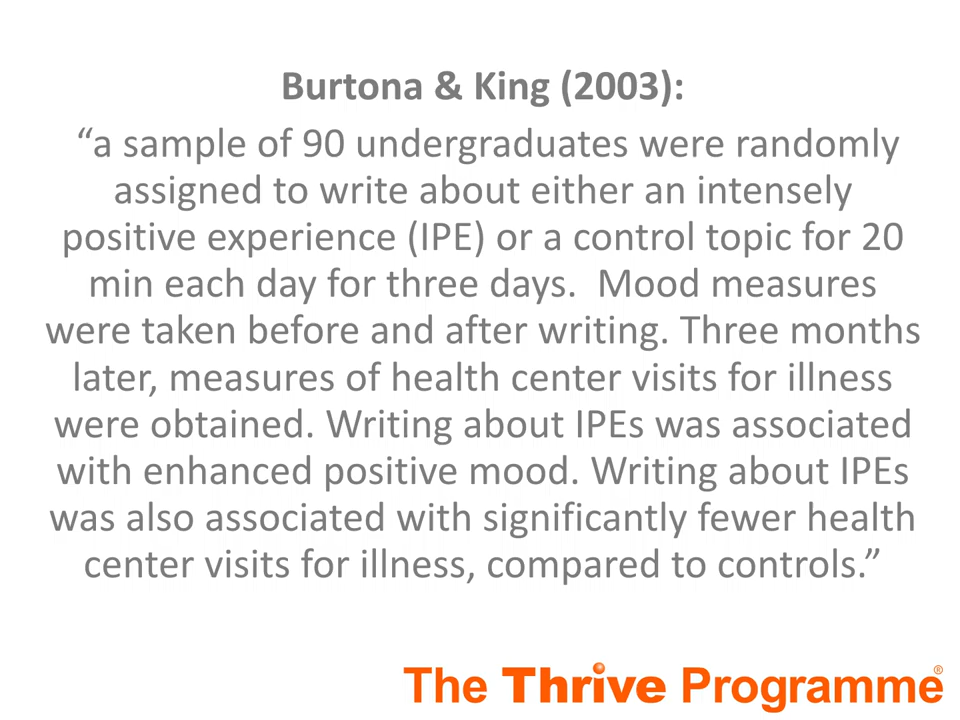 Burtona & King (2003):
“a sample of 90 undergraduates were randomly
assigned to write about either an intensely
positive experience (IPE) or a control topic for 20
min each day for three days.  Mood measures
were taken before and after writing. Three months
later, measures of health center visits for illness
were obtained. Writing about IPEs was associated
with enhanced positive mood. Writing about IPEs
was also associated with significantly fewer health
center visits for illness, compared to controls.”
The Thrive Programme®